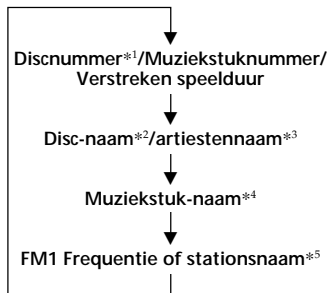 Discnummer*1/Muziekstuknummer/
Verstreken speelduur
Disc-naam*2/artiestennaam*3
Muziekstuk-naam*4
FM1 Frequentie of stationsnaam*5